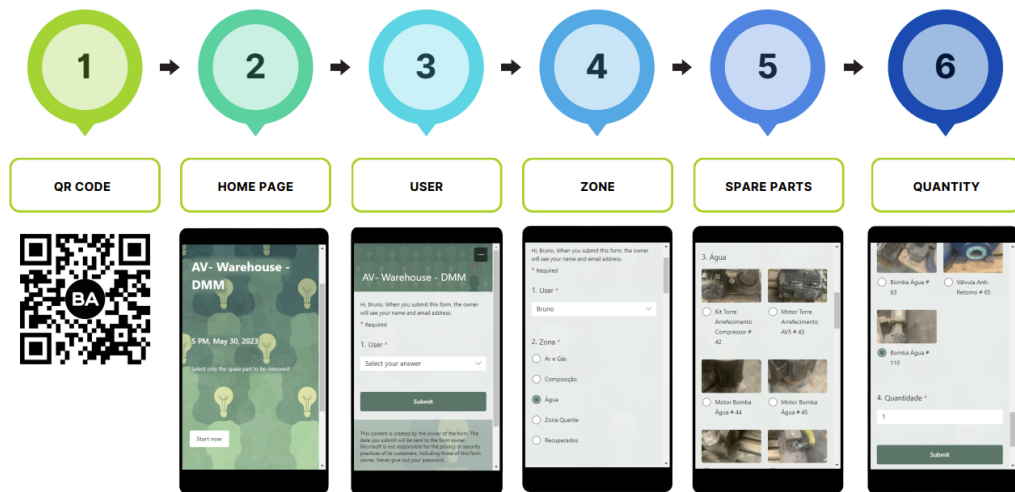 1
2
3
4
5
6
QR CODE
HOME PAGE
USER
ZONE
SPARE PARTS
QUANTITY
BA
AV- Warehouse -
DMM
5 PM, May 30, 2023
Select only the spare part to be removed:
Start now
...
AV- Warehouse - DMM
Hi, Bruno. When you submit this form, the owner
will see your name and email address.
* Required
1. User *
Select your answer
Submit
This content is created by the owner of the form. The
data you submit will be sent to the form owner.
Microsoft is not responsible for the privacy or security
practices of its customers, including those of this form
owner. Never give out your password.
Hi, Bruno. When you submit this form, the owner
will see your name and email address.
* Required
1. User *
Bruno
2. Zona *
Ar e Gás
Composição
Água
Zona Quente
Recuperados
3. Água
Kit Torre
Arrefecimento
Compressor #
42
Motor Torre
Arrefecimento
AV5 # 43
Motor Bomba
Água # 44
Motor Bomba
Água # 45
Bomba Água #
63
Válvula Anti-
Retorno # 65
Bomba Água #
110
4. Quantidade *
1
Submit